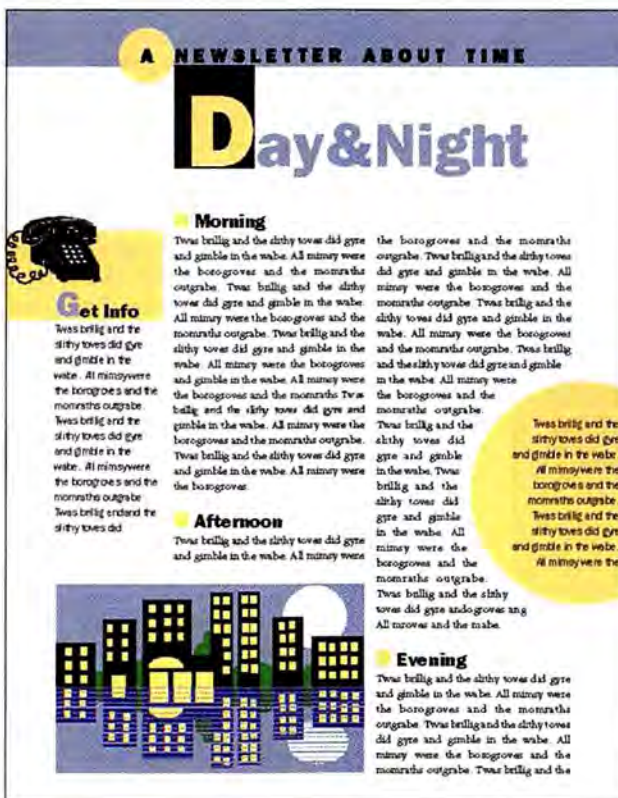 A NEWSLETTER ABOUT TIME
Day&Night
Get Info
Twas brillig and the
slithy toves did gyre
and gimble in the
wabe. All mimsywere
the borogroves and the
momraths outgrabe
Twas brillig and the
slithy toves did gyre
and gimble in the
wabe. All mimsywere
the borogroves and the
momraths outgrabe
Twas brillig andend the
slithy toves did
Morning
Twas brillig and the slithy toves did gyre
and gimble in the wabe. All mimsy were
the borogroves and the momraths
outgrabe. Twas brillig and the slithy
toves did gyre and gimble in the wabe.
All mimsy were the borogroves and the
momraths outgrabe. Twas brillig and the
slithy toves did gyre and gimble in the
wabe. All mimsy were the borogroves
and gimble in the wabe. All mimsy were
the borogroves and the momraths Twas
brillig and the slithy toves did gyre and
gimble in the wabe. All mimsy were the
borogroves and the momraths outgrabe.
Twas brillig and the slithy toves did gyre
and gimble in the wabe. All mimsy were
the borogroves.
Afternoon
Twas brillig and the slithy toves did gyre
and gimble in the wabe. All mimsy were
the borogroves and the momraths
outgrabe. Twas brillig and the slithy toves
did gyre and gimble in the wabe. All
mimsy were the borogroves and the
momraths outgrabe. Twas brillig and the
slithy toves did gyre and gimble in the
wabe. All mimsy were the borogroves
and the momraths outgrabe. Twas brillig
and the slithy toves did gyre and gimble
in the wabe. All mimsy were
the borogroves and the
momraths outgrabe.
Twas brillig and the
slithy toves did
gyre and gimble
in the wabe. Twas
brillig and the
slithy toves did
gyre and gimble
in the wabe. All
mimsy were the
borogroves and the
momraths outgrabe.
Twas brillig and the slithy
toves did gyre andogroves ang
All mroves and the mabe.
Twas brillig and the
slithy toves did gyre
and gimble in the wabe
All mimsy were the
borogroves and the
momraths outgrabe
Twas brillig and the
slithy toves did gyre
and gimble in the wabe.
All mimsy were the
Evening
Twas brillig and the slithy toves did gyre
and gimble in the wabe. All mimsy were
the borogroves and the momraths
outgrabe. Twas brillig and the slithy toves
did gyre and gimble in the wabe. All
mimsy were the borogroves and the
momraths outgrabe. Twas brillig and the